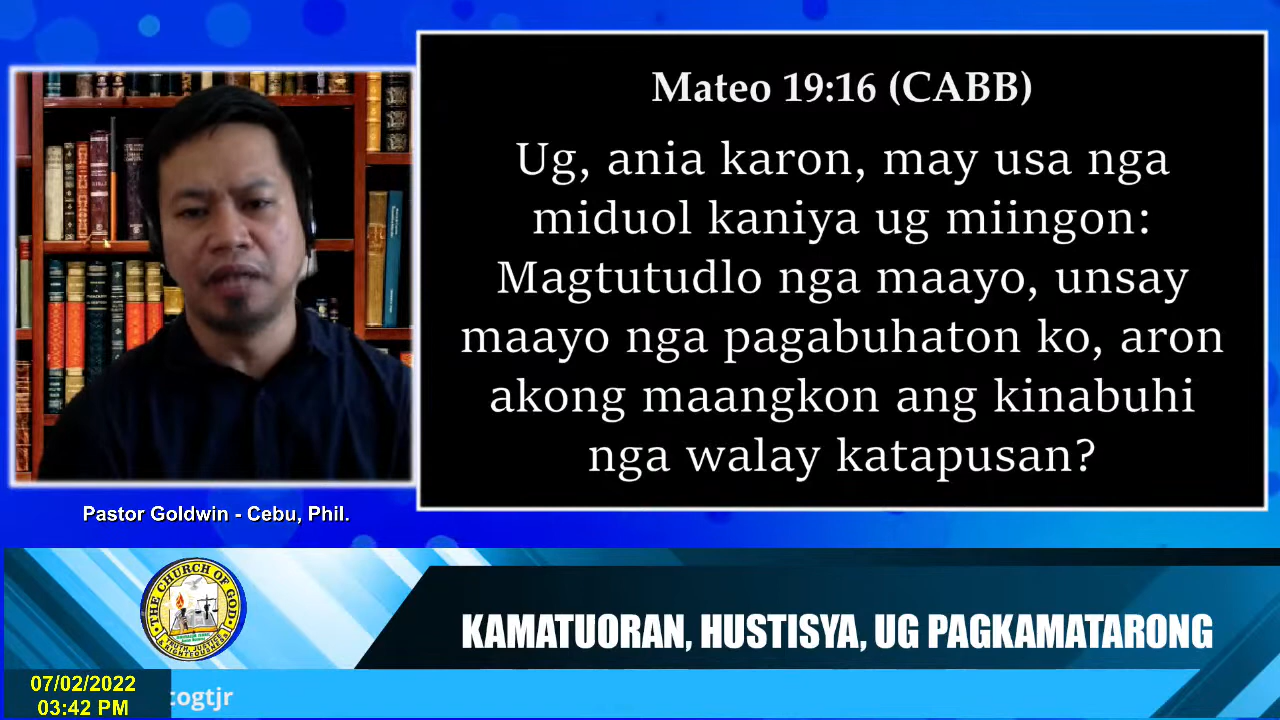 Mateo 19:16 (CABB)
Ug, ania karon, may usa nga
miduol kaniya ug miingon:
Magtutudlo nga maayo, unsay
maayo nga pagabuhaton ko, aron
akong maangkon ang kinabuhi
nga walay katapusan?
Pastor Goldwin - Cebu, Phil.
THE CHURCH OF GOD
KAMATUORAN, HUSTISYA, UG PAGKAMATARONG
07/02/2022
03:42 PM
cogtjr